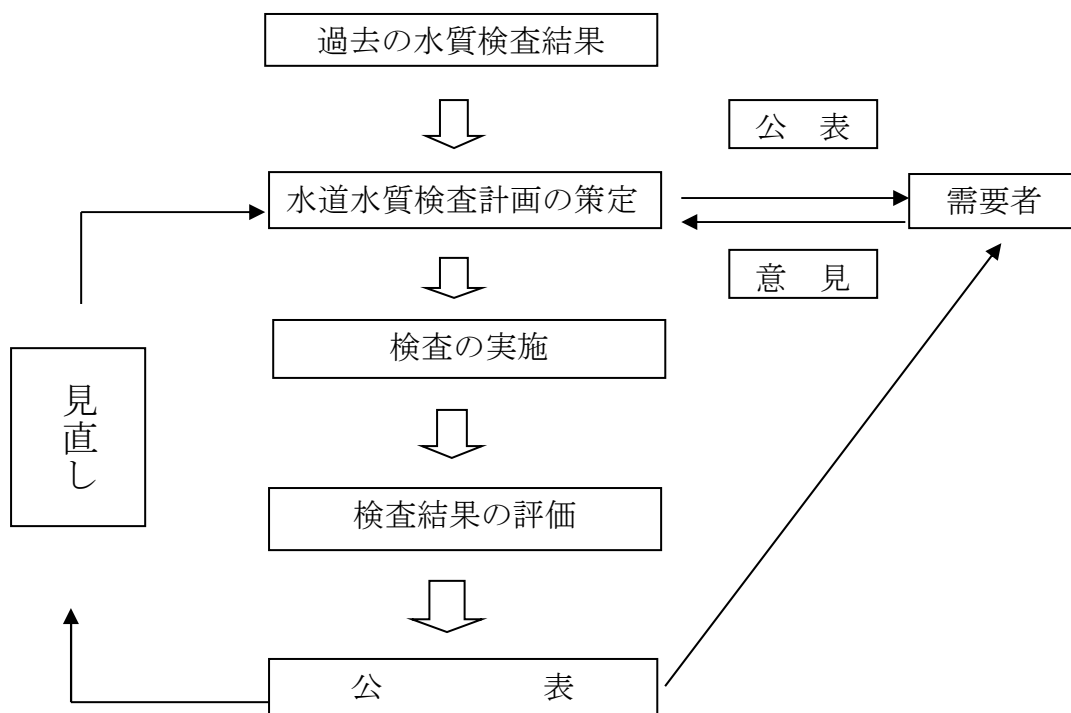 過去の水質検査結果
公　表
水道水質検査計画の策定
需要者
意　見
検査の実施
見直し
検査結果の評価
公　　　　　表